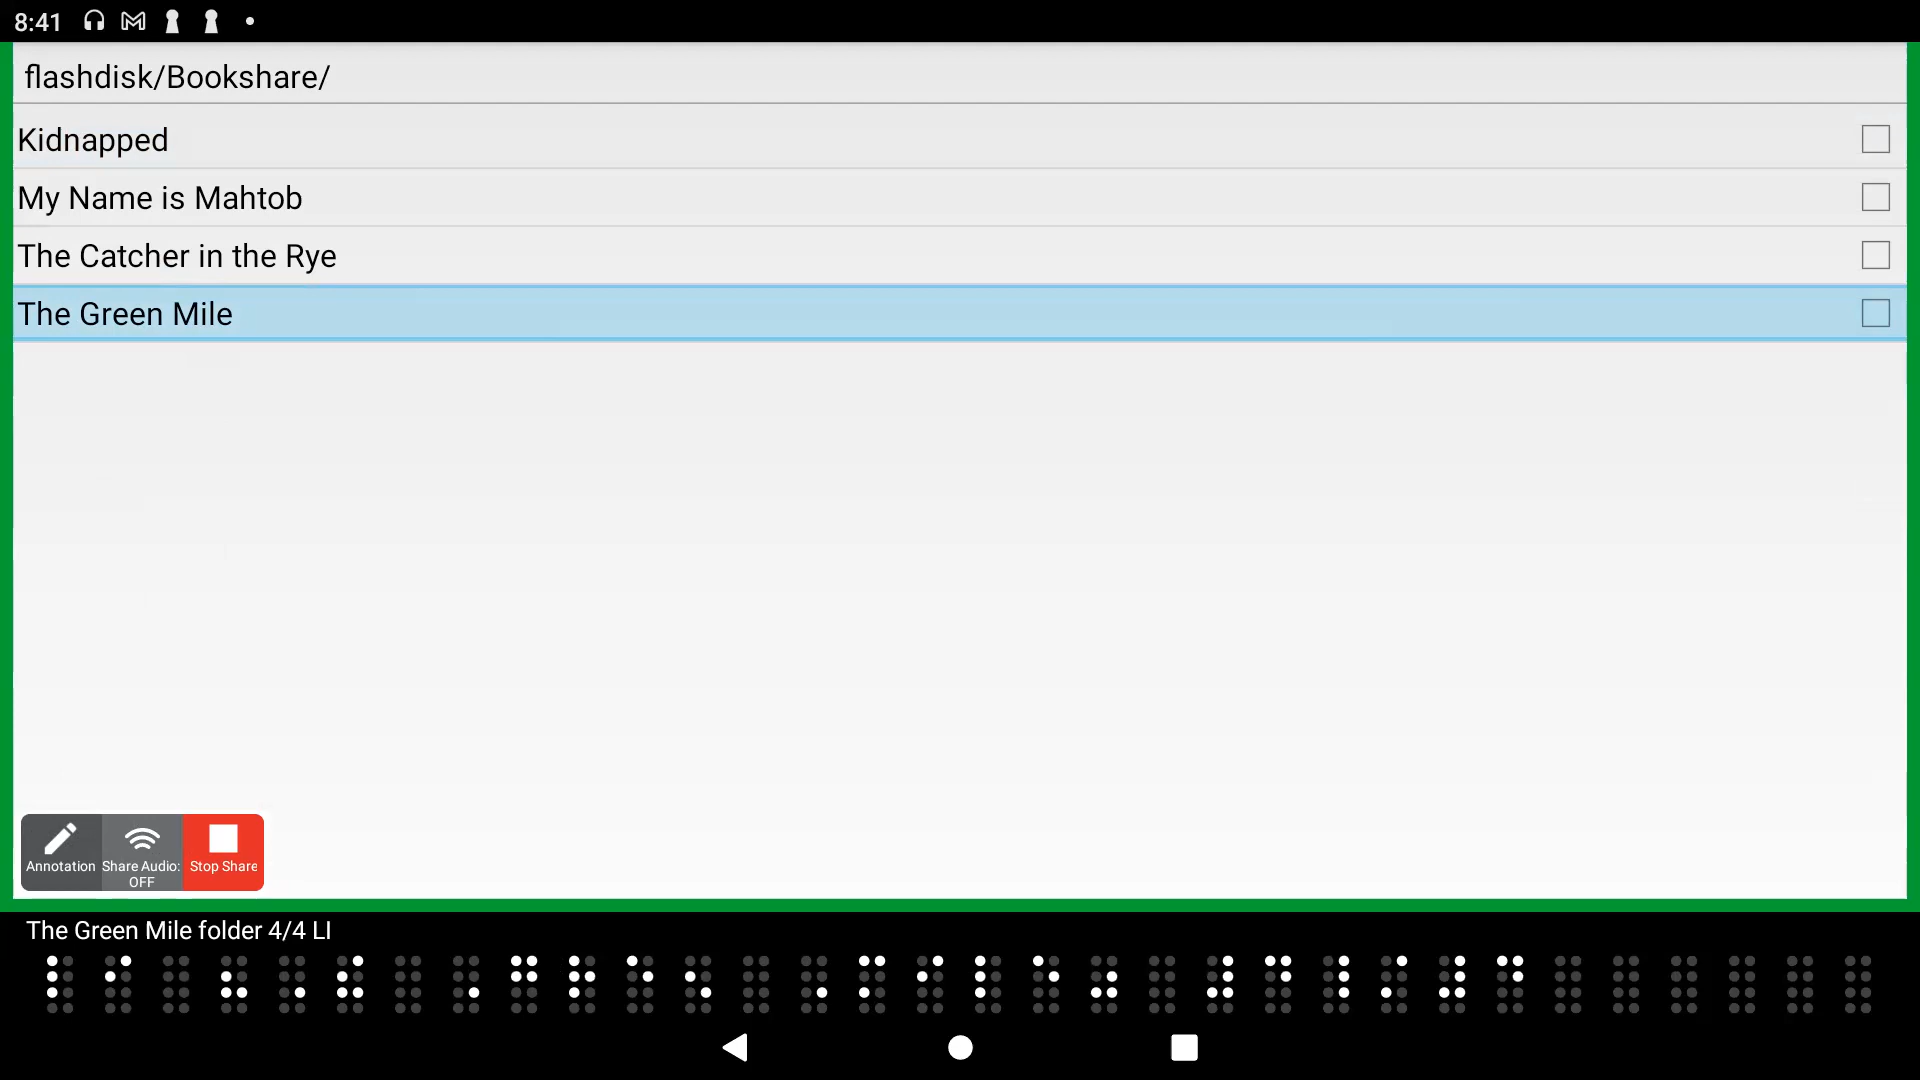 8:41
flashdisk/Bookshare/
Kidnapped
My Name is Mahtob
The Catcher in the Rye
The Green Mile
Annotation
Share Audio: OFF
Stop Share
The Green Mile folder 4/4 LI